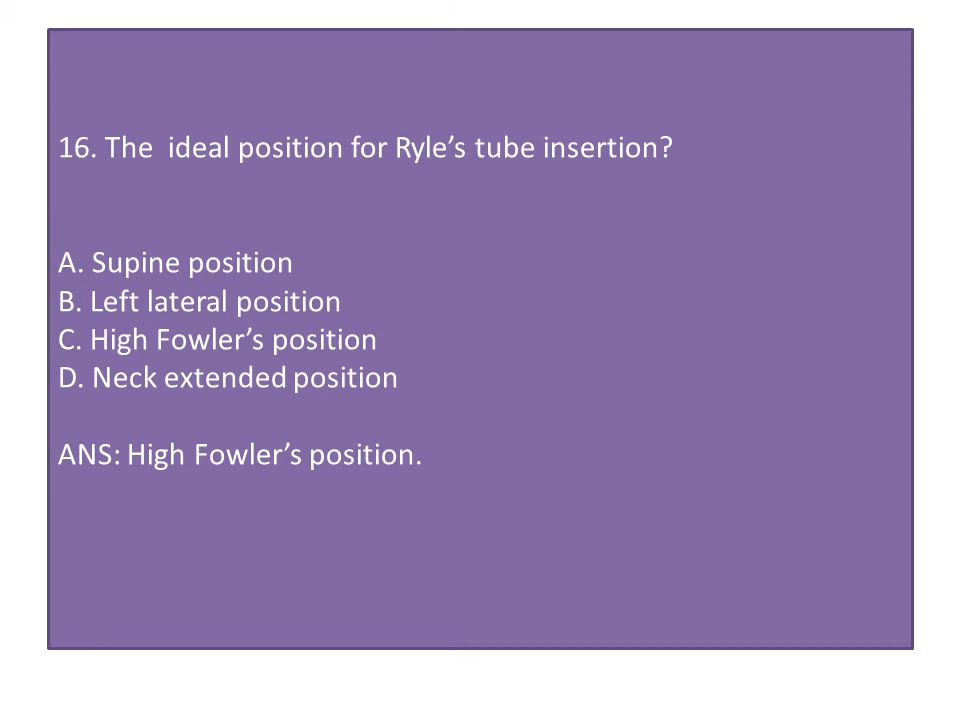 16. The  ideal position for Ryle’s tube insertion?
A. Supine position
B. Left lateral position
C. High Fowler’s position
D. Neck extended position
ANS: High Fowler’s position.